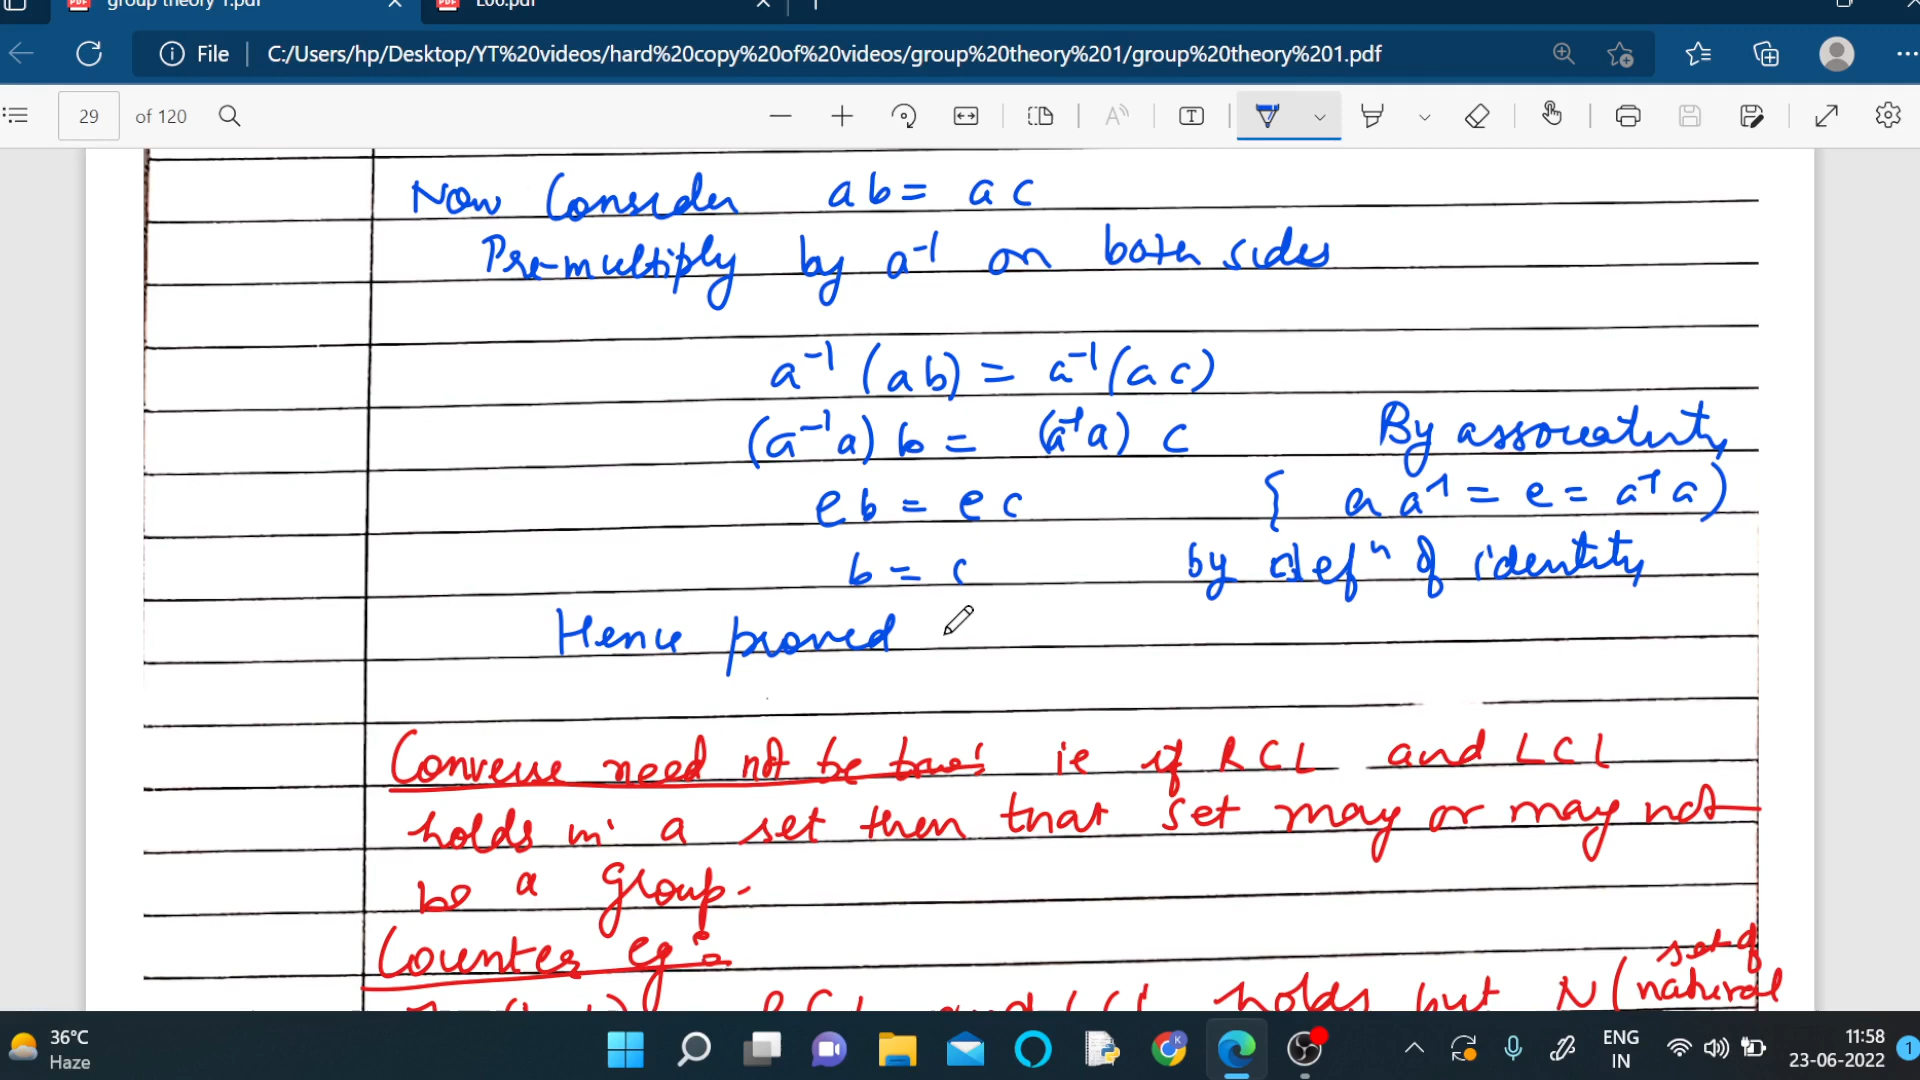 group theory 1.pdf
L06.pdf
File
C:/Users/hp/Desktop/YT%20videos/hard%20copy%20of%20videos/group%20theory%201/group%20theory%201.pdf
29 of 120
Now Consider ab = ac
Pre-multiply by a⁻¹ on both sides
a⁻¹ (ab) = a⁻¹(ac)
(a⁻¹a) b = (a⁻¹a) c By associativity
eb = ec { a a⁻¹ = e = a⁻¹a )
b = c by defⁿ of identity
Hence proved
Converse need not be true: ie if RCL and LCL
holds in a set then that set may or may not
be a group.
Counter eg:
set of
RCL and LCL holds but N (natural
36°C
Haze
ENG
IN
11:58
23-06-2022
1